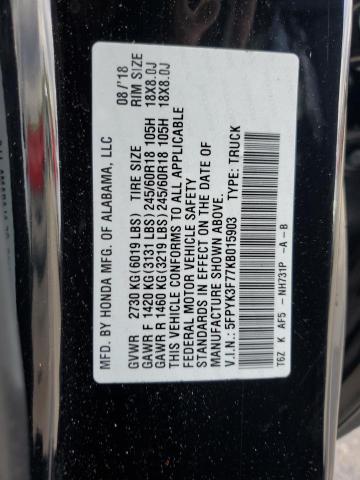 MFD. BY HONDA MFG. OF ALABAMA, LLC 08/'18
GVWR 2730 KG (6019 LBS) TIRE SIZE RIM SIZE
GAWR F 1420 KG (3131 LBS) 245/60R18 105H 18X8.0J
GAWR R 1460 KG (3219 LBS) 245/60R18 105H 18X8.0J
THIS VEHICLE CONFORMS TO ALL APPLICABLE
FEDERAL MOTOR VEHICLE SAFETY
STANDARDS IN EFFECT ON THE DATE OF
MANUFACTURE SHOWN ABOVE.
V.I.N.: 5FPYK3F77KB015903 TYPE: TRUCK
T6Z K AF5 -NH731P -A -B